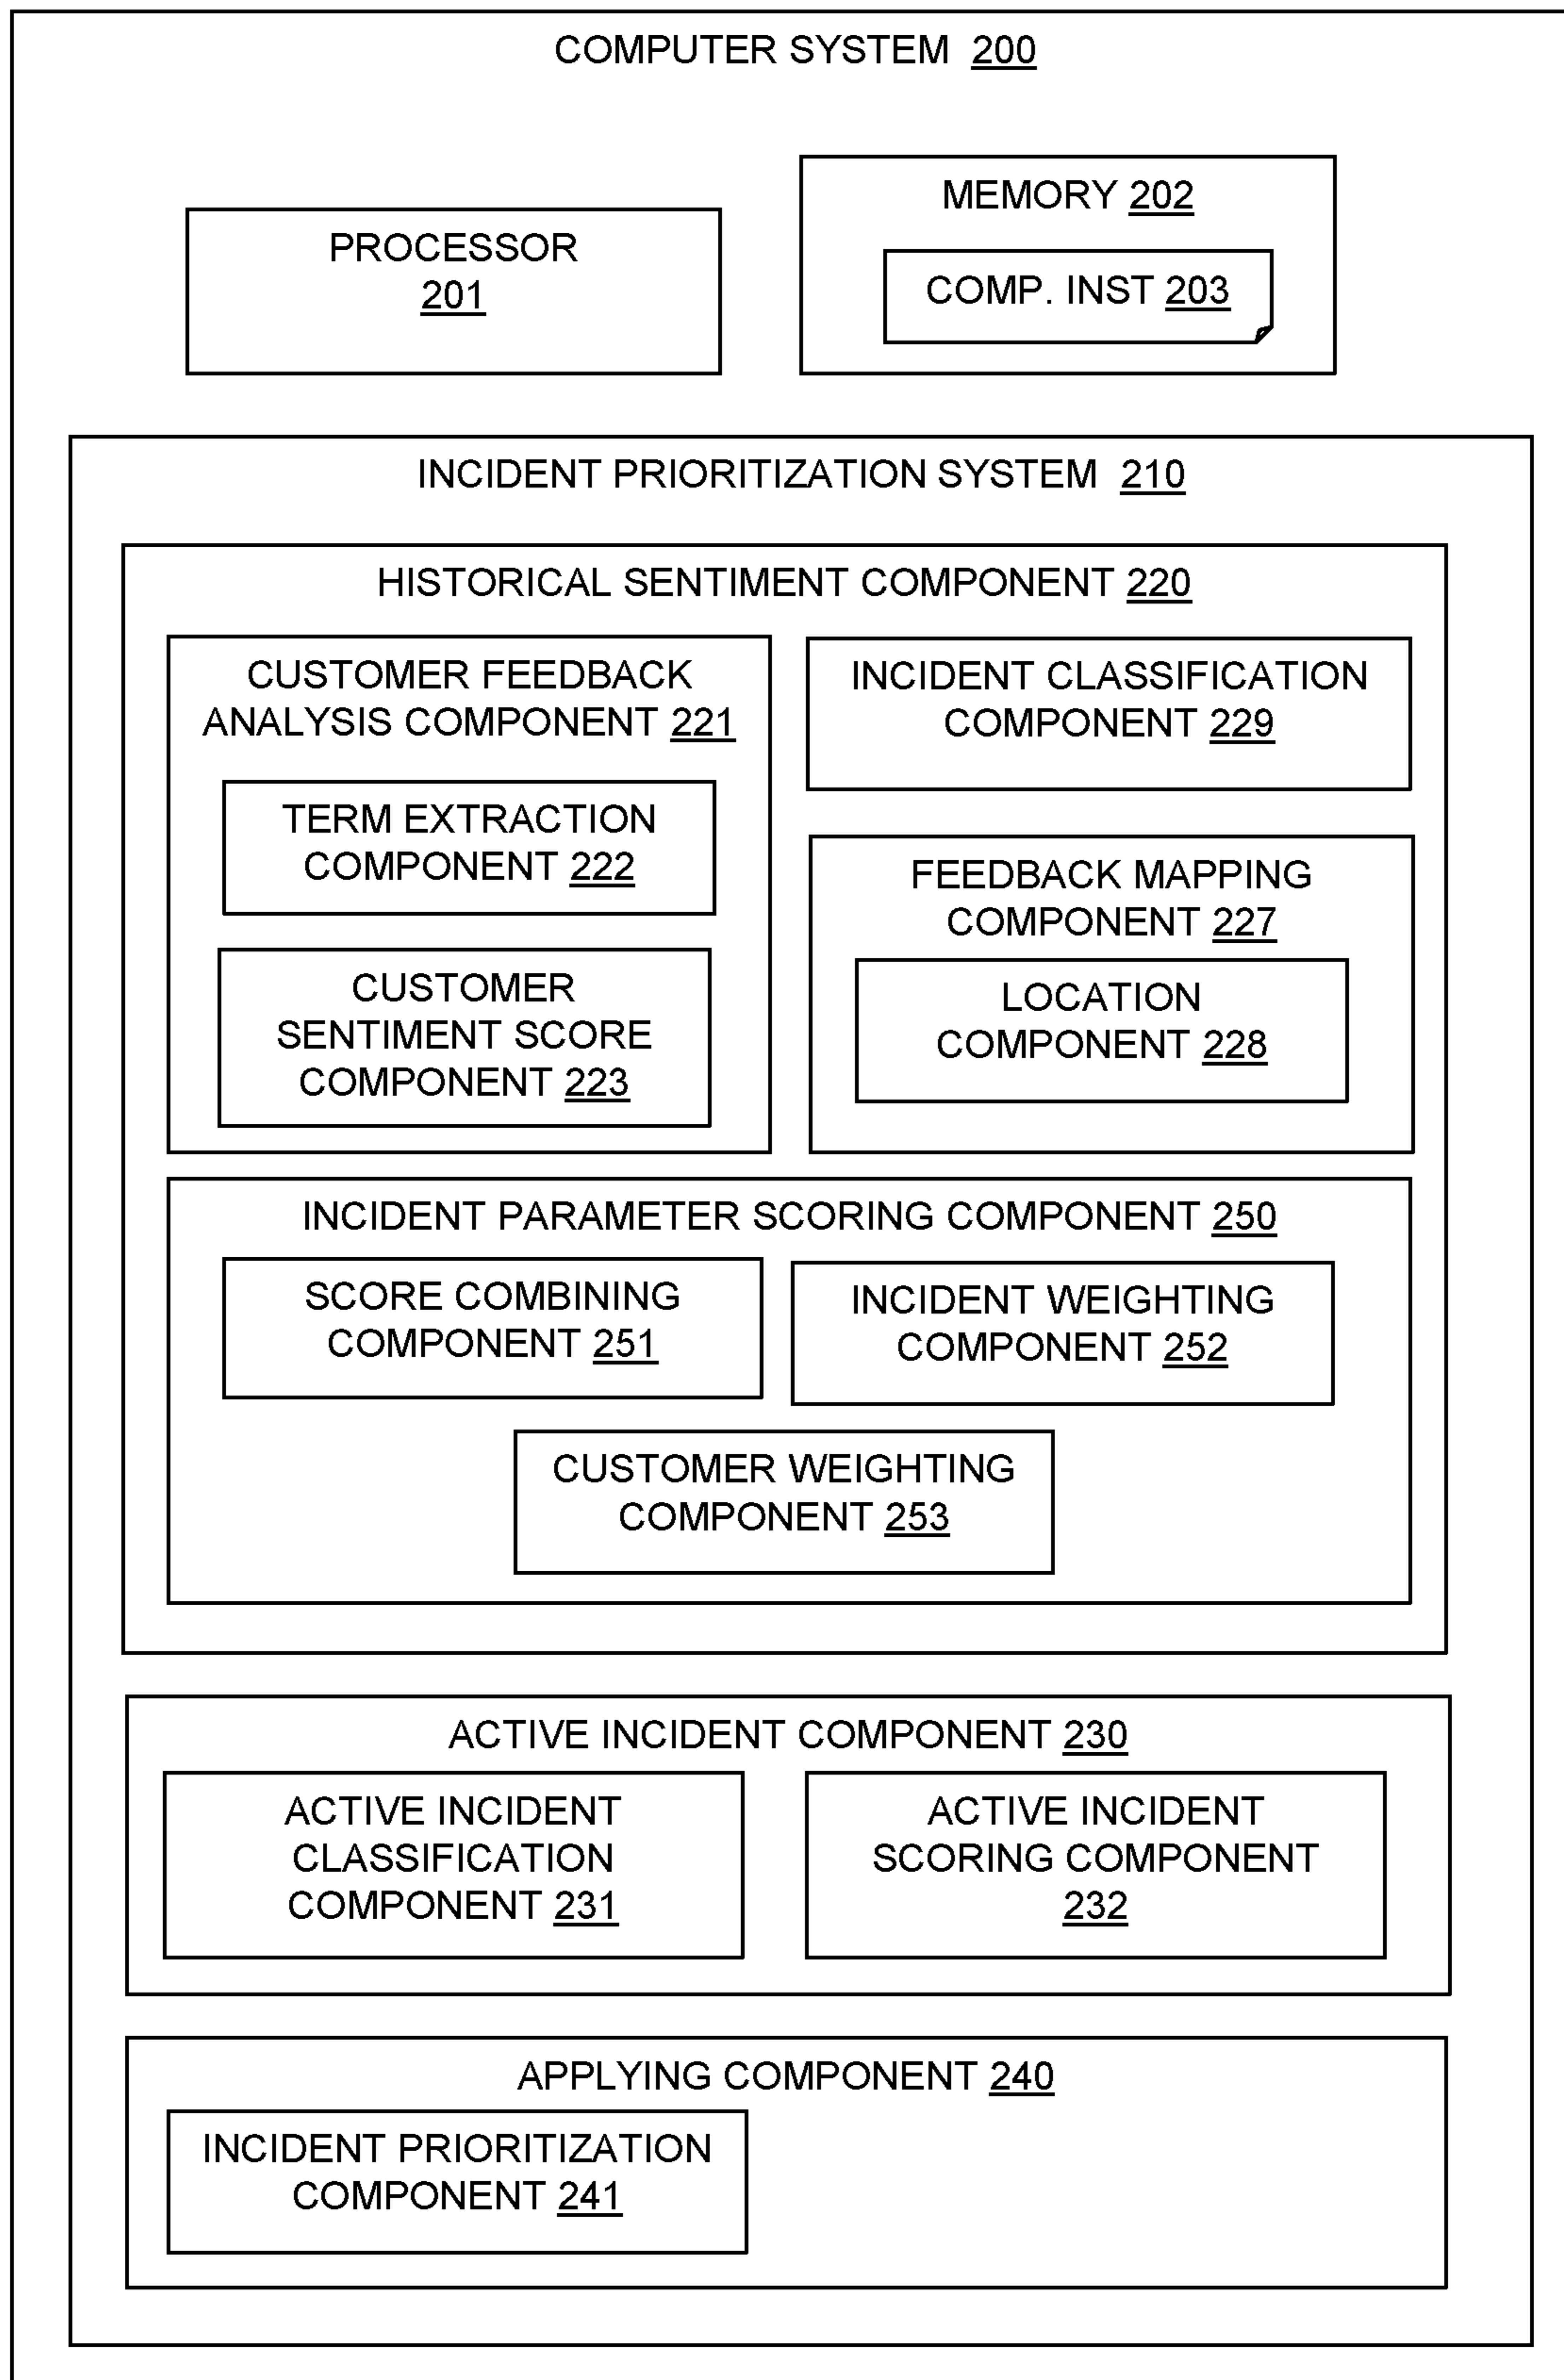 COMPUTER SYSTEM 200
PROCESSOR
201
MEMORY 202
COMP. INST 203
INCIDENT PRIORITIZATION SYSTEM 210
HISTORICAL SENTIMENT COMPONENT 220
CUSTOMER FEEDBACK
ANALYSIS COMPONENT 221
TERM EXTRACTION
COMPONENT 222
CUSTOMER
SENTIMENT SCORE
COMPONENT 223
INCIDENT CLASSIFICATION
COMPONENT 229
FEEDBACK MAPPING
COMPONENT 227
LOCATION
COMPONENT 228
INCIDENT PARAMETER SCORING COMPONENT 250
SCORE COMBINING
COMPONENT 251
INCIDENT WEIGHTING
COMPONENT 252
CUSTOMER WEIGHTING
COMPONENT 253
ACTIVE INCIDENT COMPONENT 230
ACTIVE INCIDENT
CLASSIFICATION
COMPONENT 231
ACTIVE INCIDENT
SCORING COMPONENT
232
APPLYING COMPONENT 240
INCIDENT PRIORITIZATION
COMPONENT 241